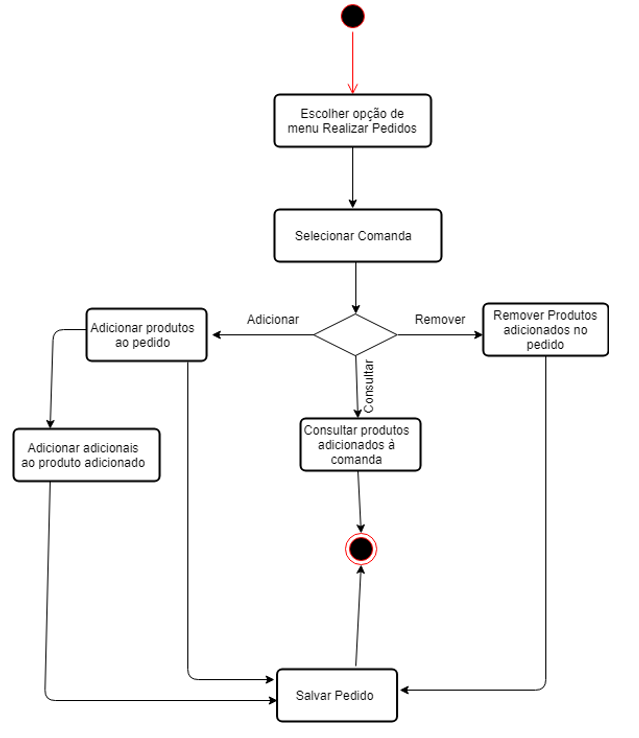 Escolher opção de
menu Realizar Pedidos
Selecionar Comanda
Adicionar
Remover
Consultar
Adicionar produtos
ao pedido
Remover Produtos
adicionados no
pedido
Adicionar adicionais
ao produto adicionado
Consultar produtos
adicionados à
comanda
Salvar Pedido